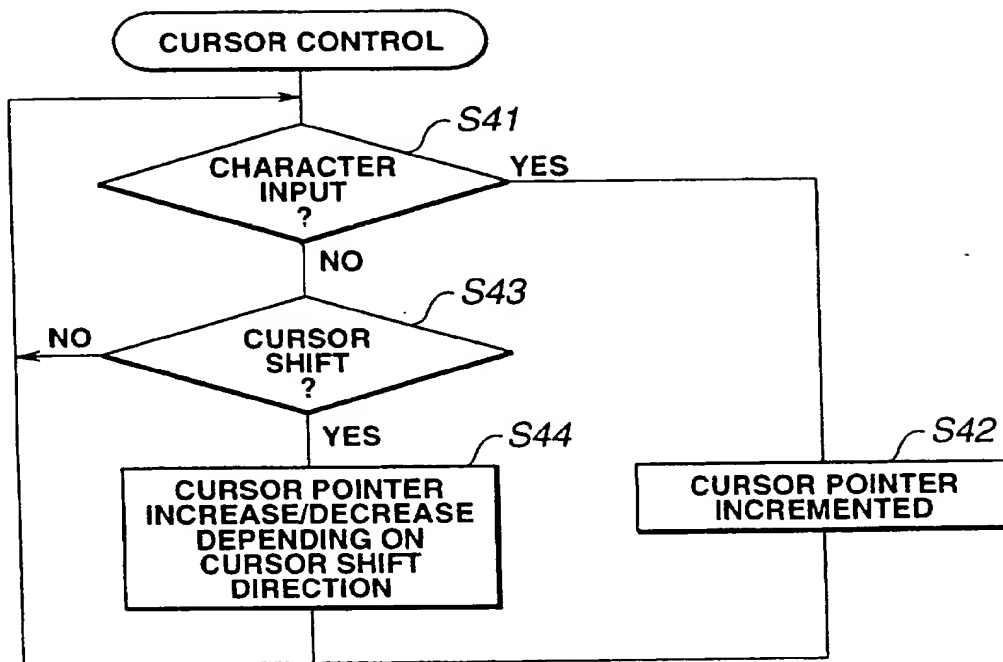 CURSOR CONTROL
S41
CHARACTER
INPUT
?
YES
NO
S43
CURSOR
SHIFT
?
NO
YES
S44
CURSOR POINTER
INCREASE/DECREASE
DEPENDING ON
CURSOR SHIFT
DIRECTION
S42
CURSOR POINTER
INCREMENTED